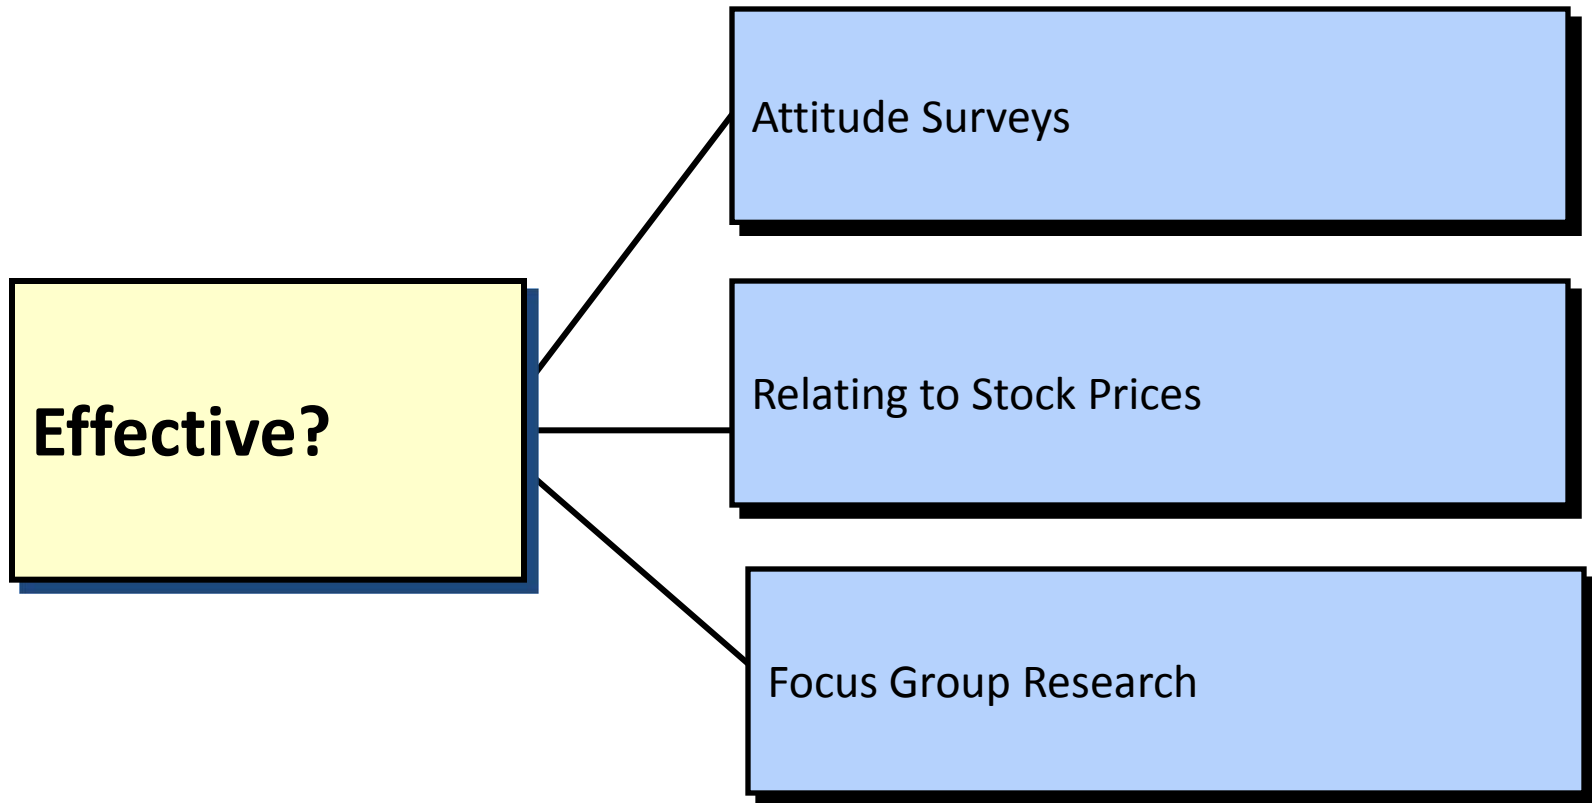 Attitude Surveys
Effective?
Relating to Stock Prices
Focus Group Research